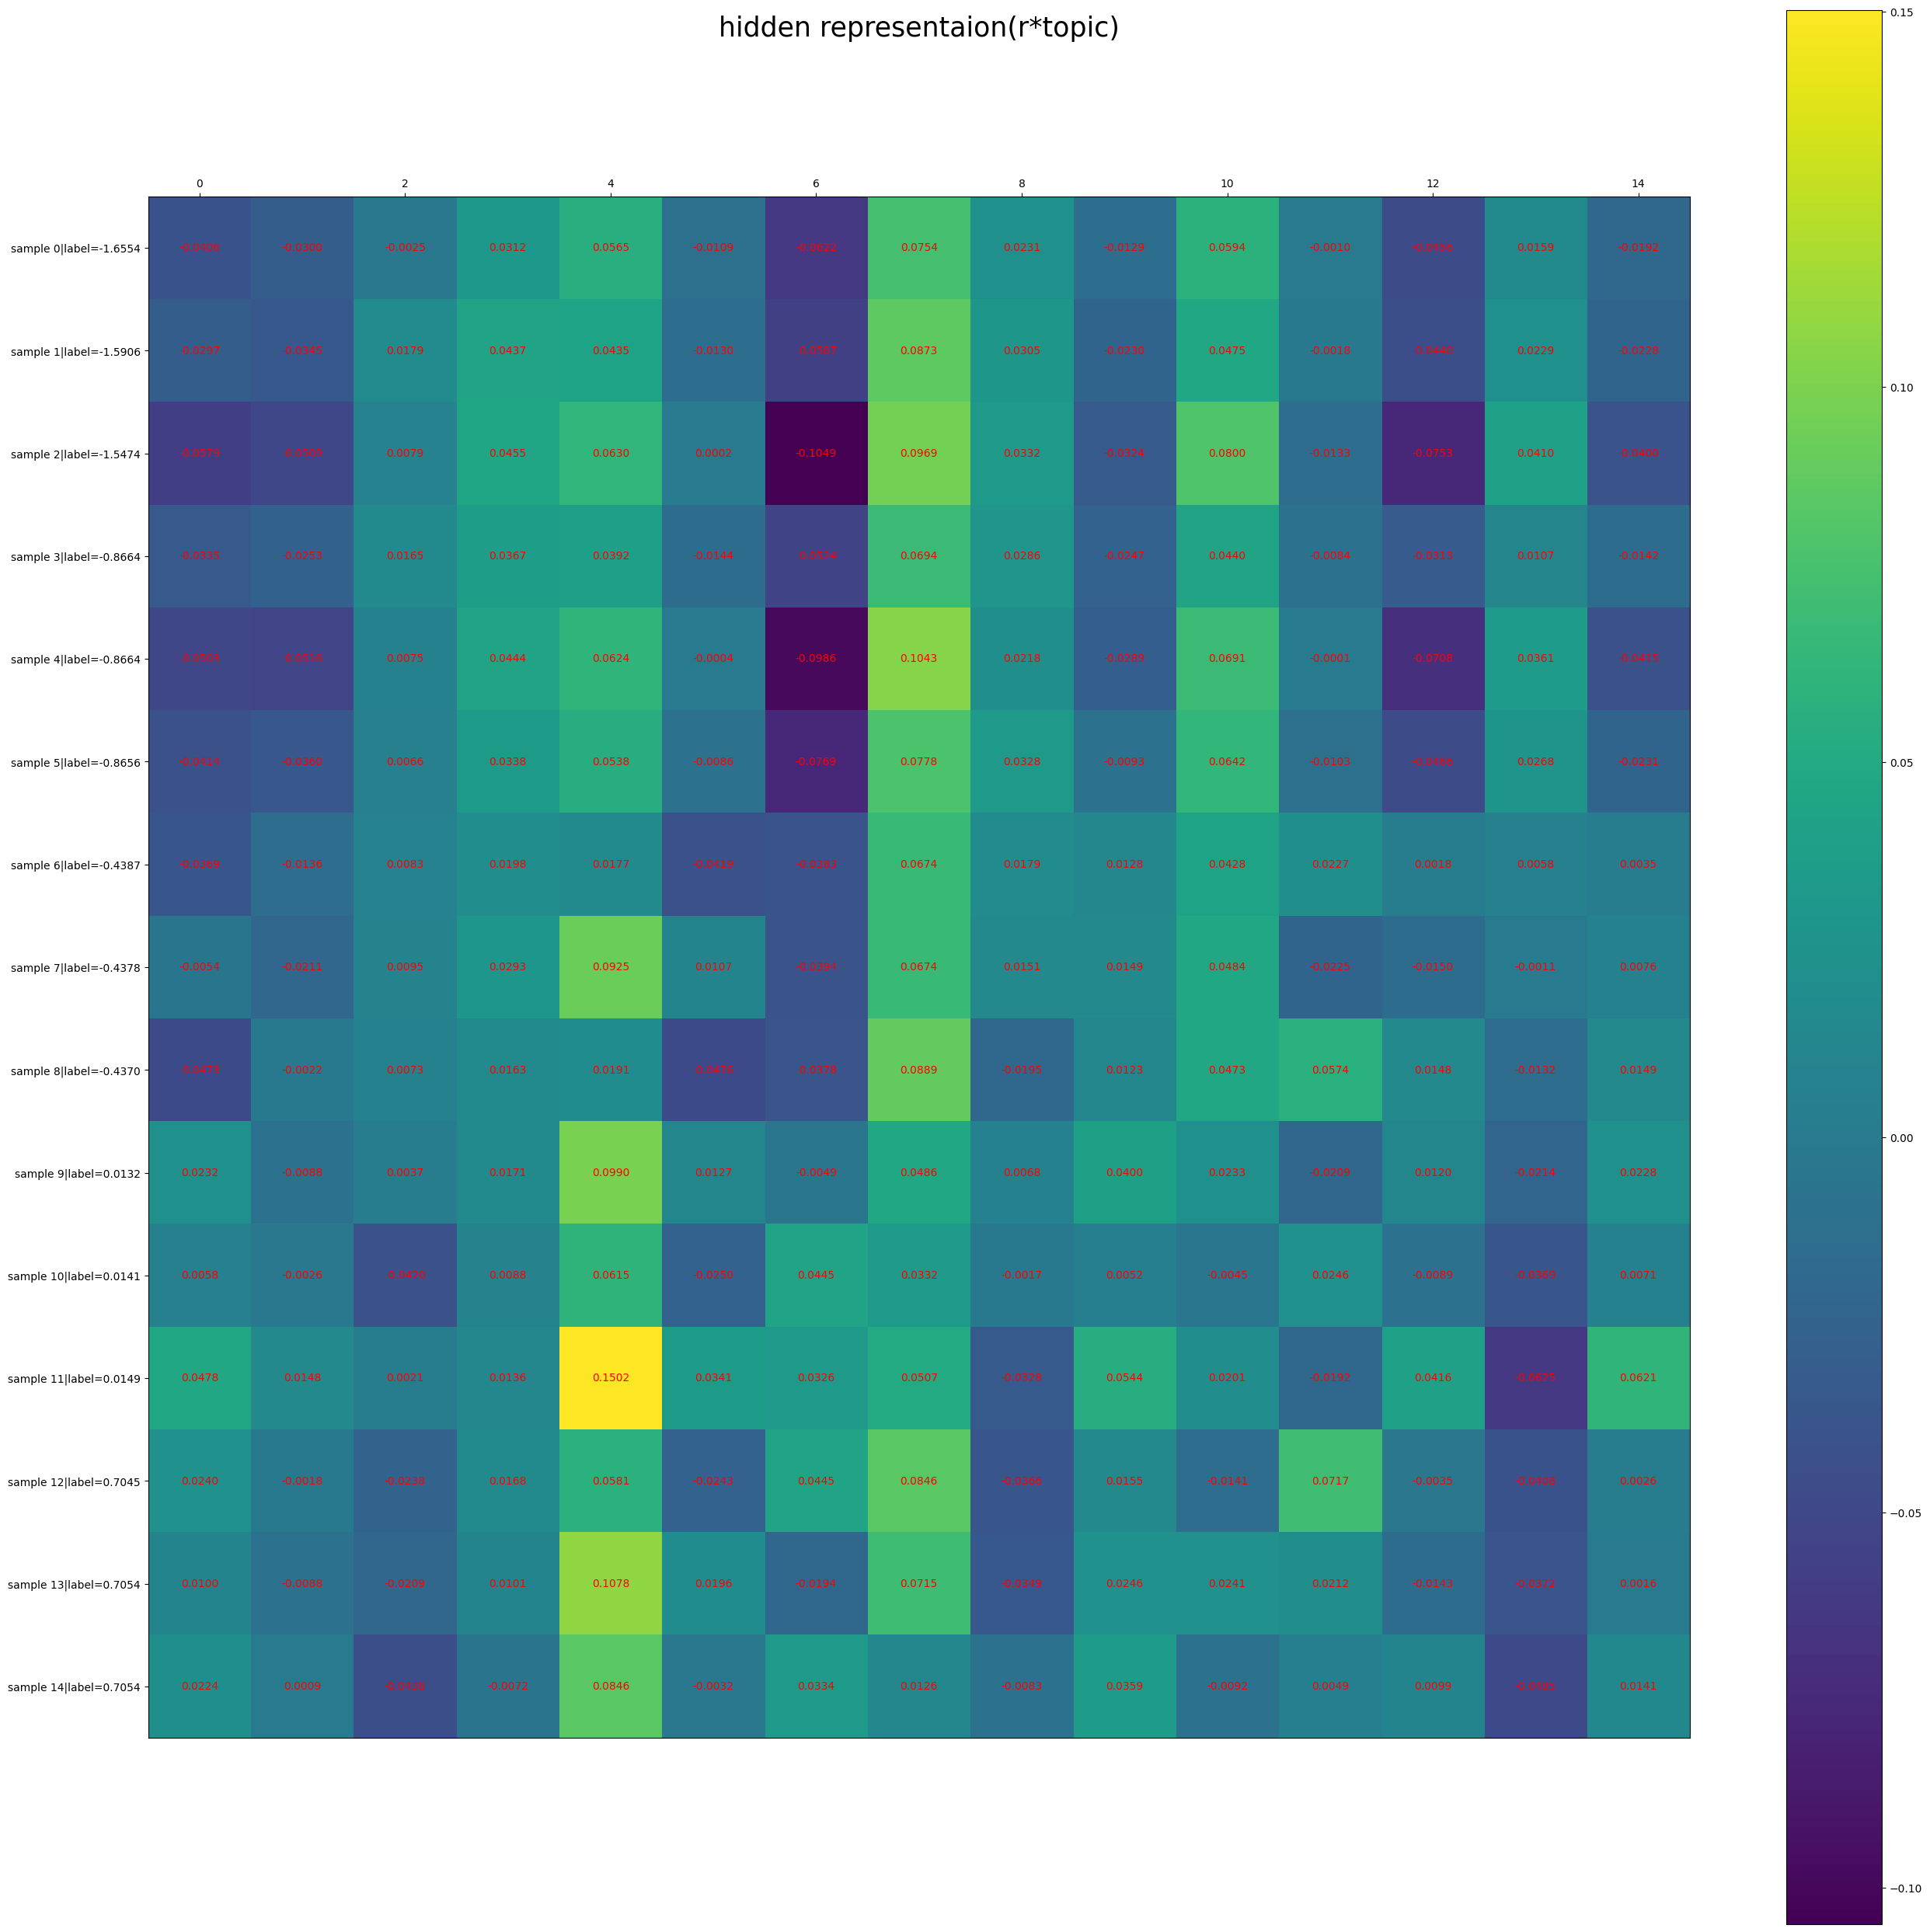 hidden representaion(r*topic)
0.15
0 2 4 6 8 10 12 14
sample 0|label=-1.6554 -0.0025 0.0312 0.0565 -0.0109 0.0754 0.0231 -0.0129 0.0594 -0.0010 0.0159 -0.0192
sample 1|label=-1.5906 -0.0297 -0.0345 0.0179 0.0437 0.0435 -0.0130 0.0873 0.0305 -0.0230 0.0475 -0.0018 0.0229 -0.0229
0.10
sample 2|label=-1.5474 -0.0579 -0.0509 0.0079 0.0455 0.0630 0.0002 -0.1049 0.0969 0.0332 -0.0324 0.0800 -0.0133 -0.0753 0.0410
sample 3|label=-0.8664 -0.0253 0.0165 0.0367 0.0392 -0.0144 0.0694 0.0286 -0.0247 0.0440 -0.0084 0.0107 -0.0142
sample 4|label=-0.8664 0.0075 0.0444 0.0624 -0.0004 -0.0986 0.1043 0.0218 0.0691 -0.0001 -0.0708 0.0361
sample 5|label=-0.8656 0.0066 0.0338 0.0538 -0.0086 -0.0769 0.0778 0.0328 -0.0093 0.0642 -0.0103 0.0268 -0.0231
0.05
sample 6|label=-0.4387 -0.0136 0.0083 0.0198 0.0177 0.0674 0.0179 0.0128 0.0428 0.0227 0.0018 0.0058 0.0035
sample 7|label=-0.4378 -0.0054 -0.0211 0.0095 0.0293 0.0925 0.0107 0.0674 0.0151 0.0149 0.0484 -0.0225 -0.0150 -0.0011 0.0076
sample 8|label=-0.4370 -0.0022 0.0073 0.0163 0.0191 0.0889 -0.0195 0.0123 0.0473 0.0574 0.0148 -0.0132 0.0149
0.00
sample 9|label=0.0132 0.0232 -0.0088 0.0037 0.0171 0.0990 0.0127 -0.0049 0.0486 0.0068 0.0400 0.0233 -0.0209 0.0120 -0.0214 0.0228
sample 10|label=0.0141 0.0058 -0.0026 0.0088 0.0615 -0.0250 0.0445 0.0332 -0.0017 0.0052 -0.0045 0.0246 -0.0089 0.0071
sample 11|label=0.0149 0.0478 0.0148 0.0021 0.0136 0.1502 0.0341 0.0326 0.0507 0.0544 0.0201 -0.0192 0.0416 0.0621
sample 12|label=0.7045 0.0240 -0.0018 -0.0238 0.0168 0.0581 -0.0243 0.0445 0.0846 0.0155 -0.0141 0.0717 -0.0035 0.0026
-0.05
sample 13|label=0.7054 0.0100 -0.0088 -0.0209 0.0101 0.1078 0.0196 -0.0194 0.0715 0.0246 0.0241 0.0212 -0.0143 0.0016
sample 14|label=0.7054 0.0224 0.0009 -0.0072 0.0846 -0.0032 0.0334 0.0126 -0.0083 0.0359 -0.0092 0.0049 0.0099 0.0141
-0.10